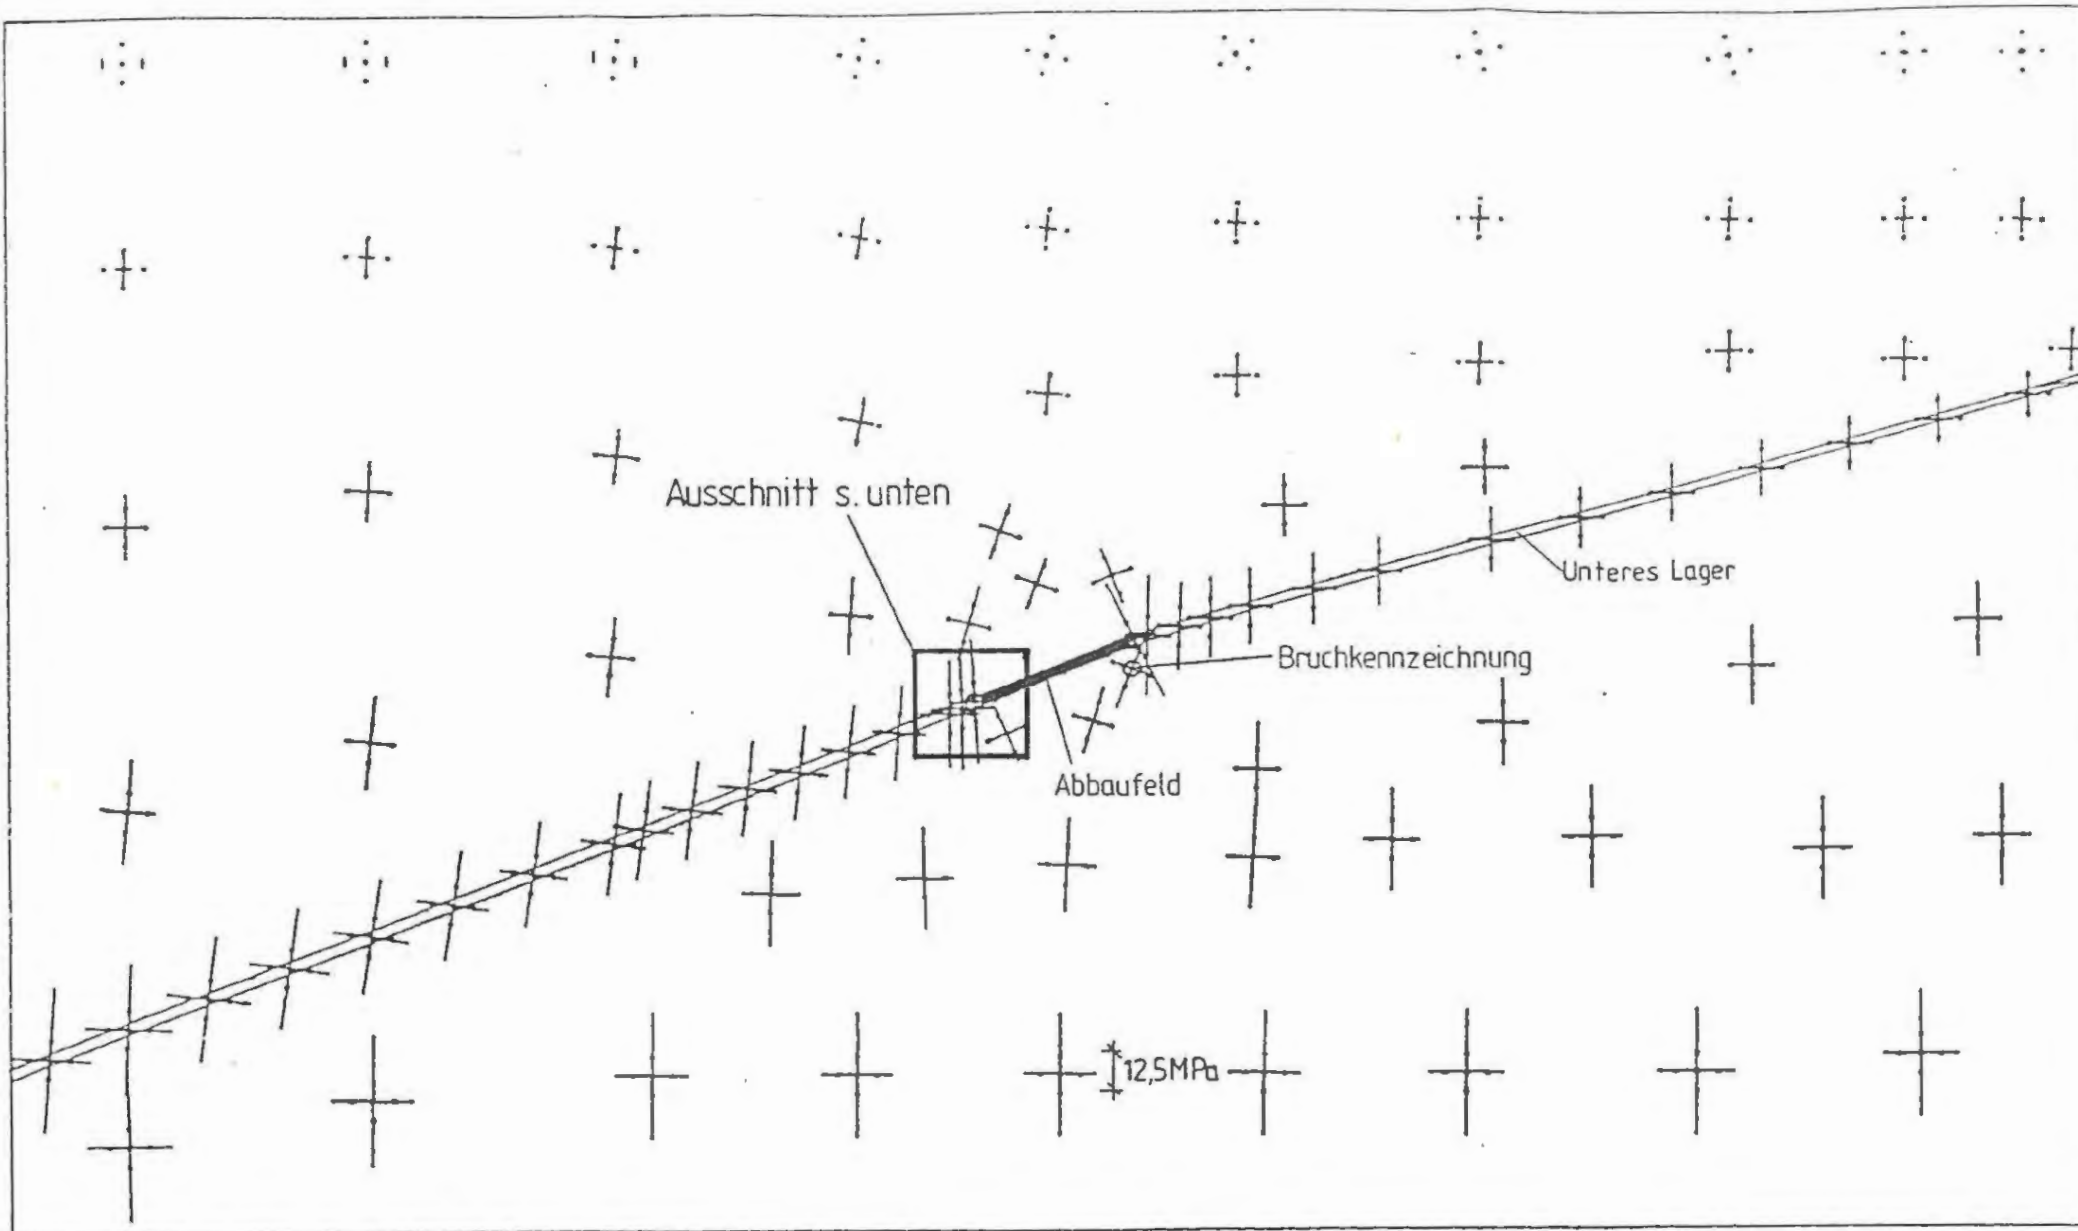 Ausschnitt s. unten
Unteres Lager
Bruchkennzeichnung
Abbaufeld
12,5MPa